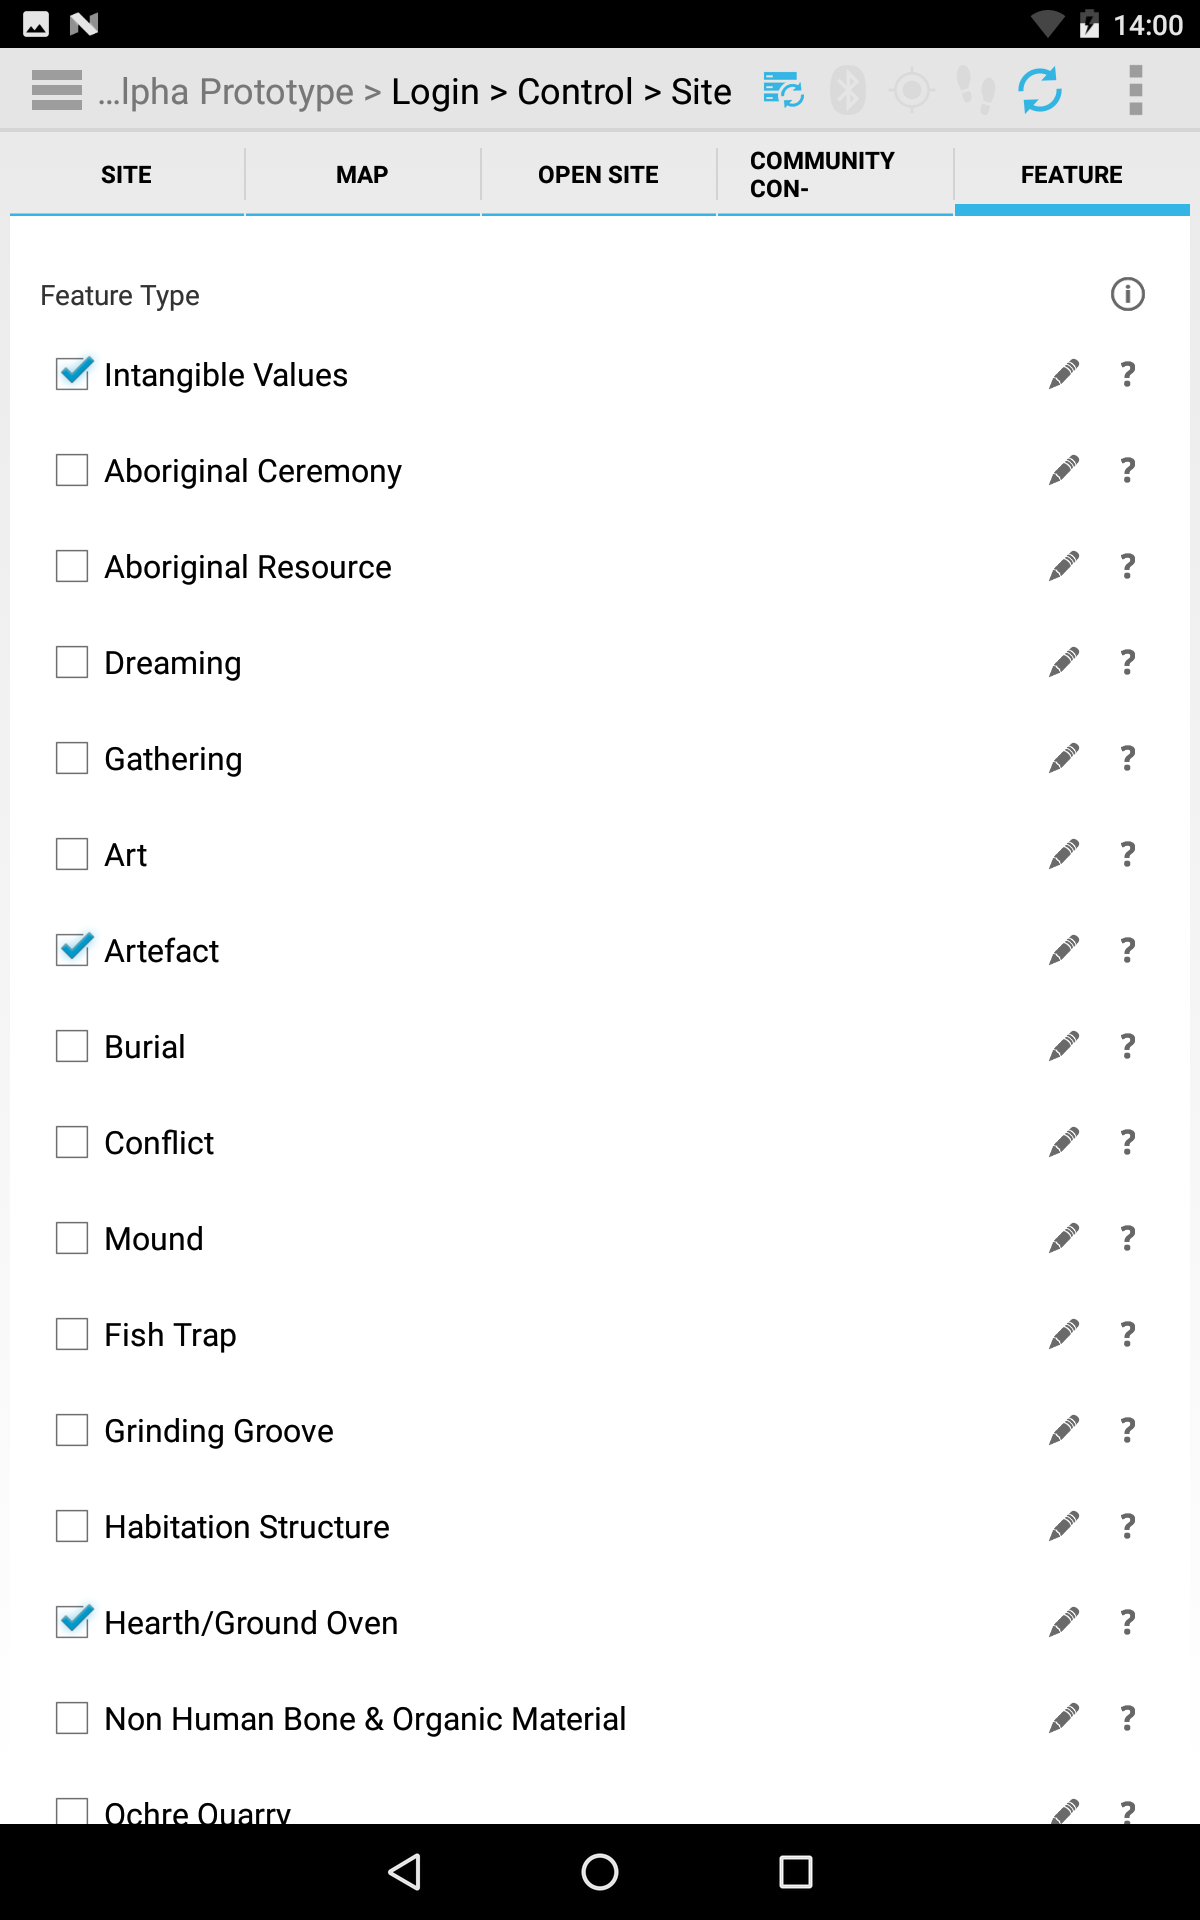 14:00
...lpha Prototype > Login > Control > Site
SITE
MAP
OPEN SITE
COMMUNITY
CON-
FEATURE
Feature Type
Intangible Values
?
Aboriginal Ceremony
?
Aboriginal Resource
?
Dreaming
?
Gathering
?
Art
?
Artefact
?
Burial
?
Conflict
?
Mound
?
Fish Trap
?
Grinding Groove
?
Habitation Structure
?
Hearth/Ground Oven
?
Non Human Bone & Organic Material
?
Ochre Quarry
?